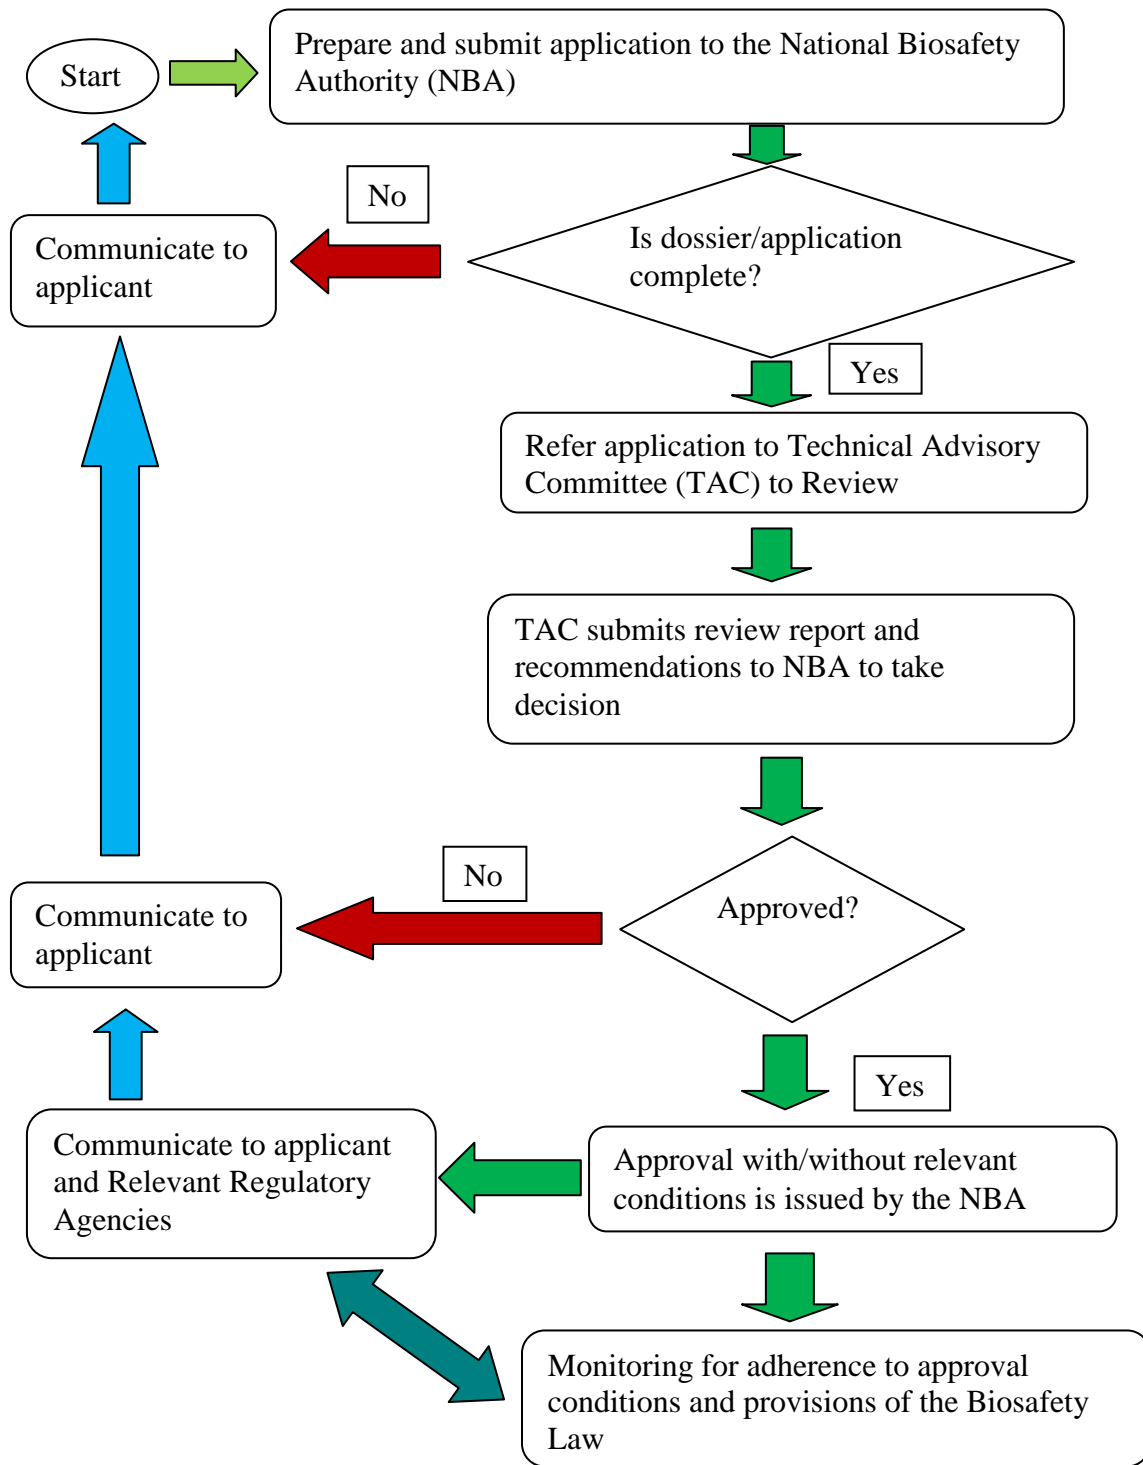 Start
Prepare and submit application to the National Biosafety
Authority (NBA)
No
Communicate to
applicant
Is dossier/application
complete?
Yes
Refer application to Technical Advisory
Committee (TAC) to Review
TAC submits review report and
recommendations to NBA to take
decision
No
Communicate to
applicant
Approved?
Yes
Communicate to applicant
and Relevant Regulatory
Agencies
Approval with/without relevant
conditions is issued by the NBA
Monitoring for adherence to approval
conditions and provisions of the Biosafety
Law